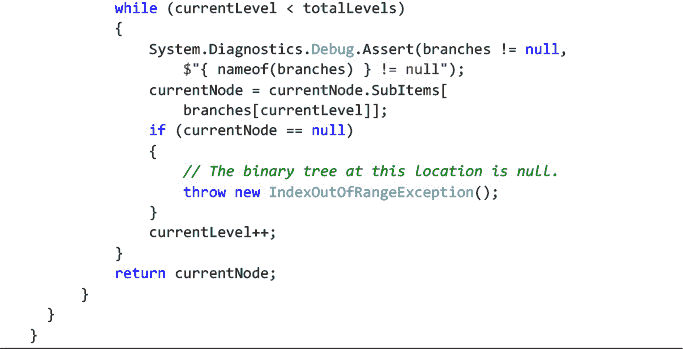 while (currentLevel < totalLevels)
{
System.Diagnostics.Debug.Assert(branches != null,
$"{ nameof(branches) } != null");
currentNode = currentNode.SubItems[
branches[currentLevel]];
if (currentNode == null)
{
// The binary tree at this location is null.
throw new IndexOutOfRangeException();
}
currentLevel++;
}
return currentNode;
}
}
}